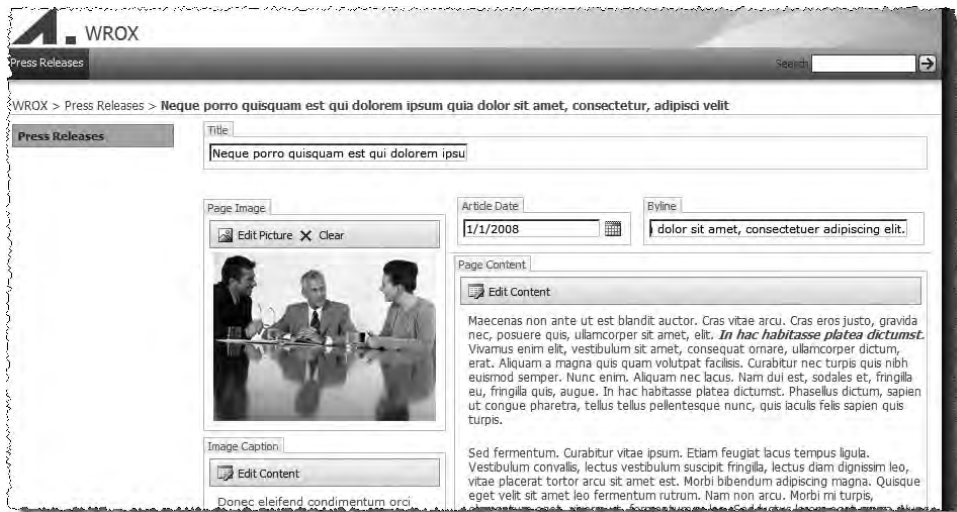 WROX
Press Releases
Search
WROX > Press Releases > Neque porro quisquam est qui dolorem ipsum quia dolor sit amet, consectetur, adipisci velit
Press Releases
Title
Neque porro quisquam est qui dolorem ipsu
Page Image
Edit Picture Clear
Article Date
1/1/2008
Byline
dolor sit amet, consectetuer adipiscing elit.
Page Content
Edit Content
Maecenas non ante ut est blandit auctor. Cras vitae arcu. Cras eros justo, gravida
nec, posuere quis, ullamcorper sit amet, elit. In hac habitasse platea dictumst.
Vivamus enim elit, vestibulum sit amet, consequat ornare, ullamcorper dictum,
erat. Aliquam a magna quis quam volutpat facilisis. Curabitur nec turpis quis nibh
euismod semper. Nunc enim. Aliquam nec lacus. Nam dui est, sodales et, fringilla
eu, fringilla quis, augue. In hac habitasse platea dictumst. Phasellus dictum, sapien
ut congue pharetra, tellus tellus pellentesque nunc, quis iaculis felis sapien quis
turpis.
Sed fermentum. Curabitur vitae ipsum. Etiam feugiat lacus tempus ligula.
Vestibulum convallis, lectus vestibulum suscipit fringilla, lectus diam dignissim leo,
vitae placerat tortor arcu sit amet est. Morbi bibendum adipiscing magna. Quisque
eget velit sit amet leo fermentum rutrum. Nam non arcu. Morbi mi turpis,
Image Caption
Edit Content
Donec eleifend condimentum orci